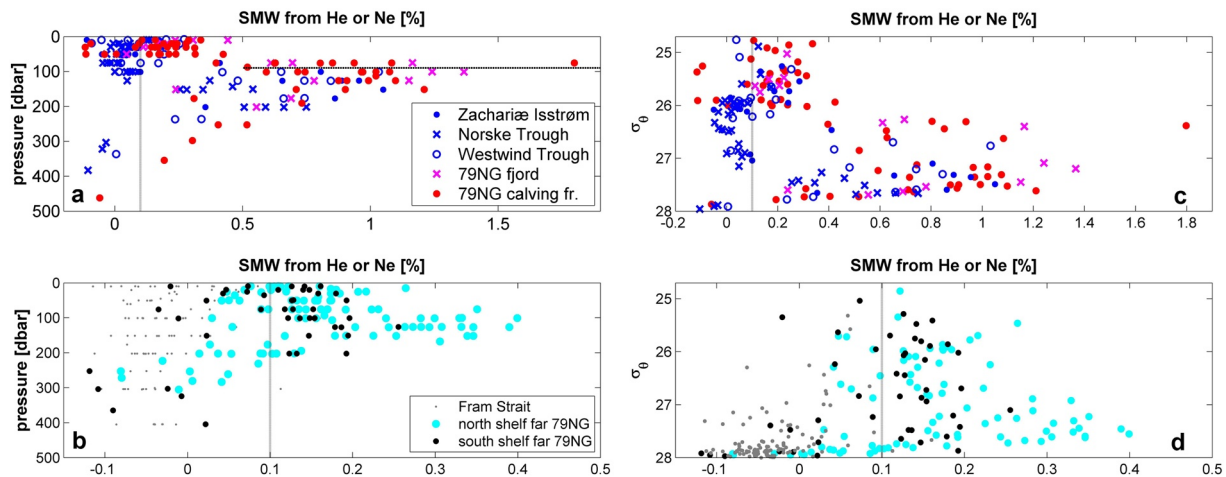 SMW from He or Ne [%]
0
100
200
300
400
500
pressure [dbar]
a
Zachariæ Isstrøm
Norske Trough
Westwind Trough
79NG fjord
79NG calving fr.
0
0.5
1
1.5
SMW from He or Ne [%]
25
26
27
28
σθ
c
-0.2
0
0.2
0.4
0.6
0.8
1
1.2
1.4
1.6
1.8
2
SMW from He or Ne [%]
0
100
200
300
400
500
pressure [dbar]
b
Fram Strait
north shelf far 79NG
south shelf far 79NG
-0.1
0
0.1
0.2
0.3
0.4
0.5
SMW from He or Ne [%]
25
26
27
28
σθ
d
-0.1
0
0.1
0.2
0.3
0.4
0.5